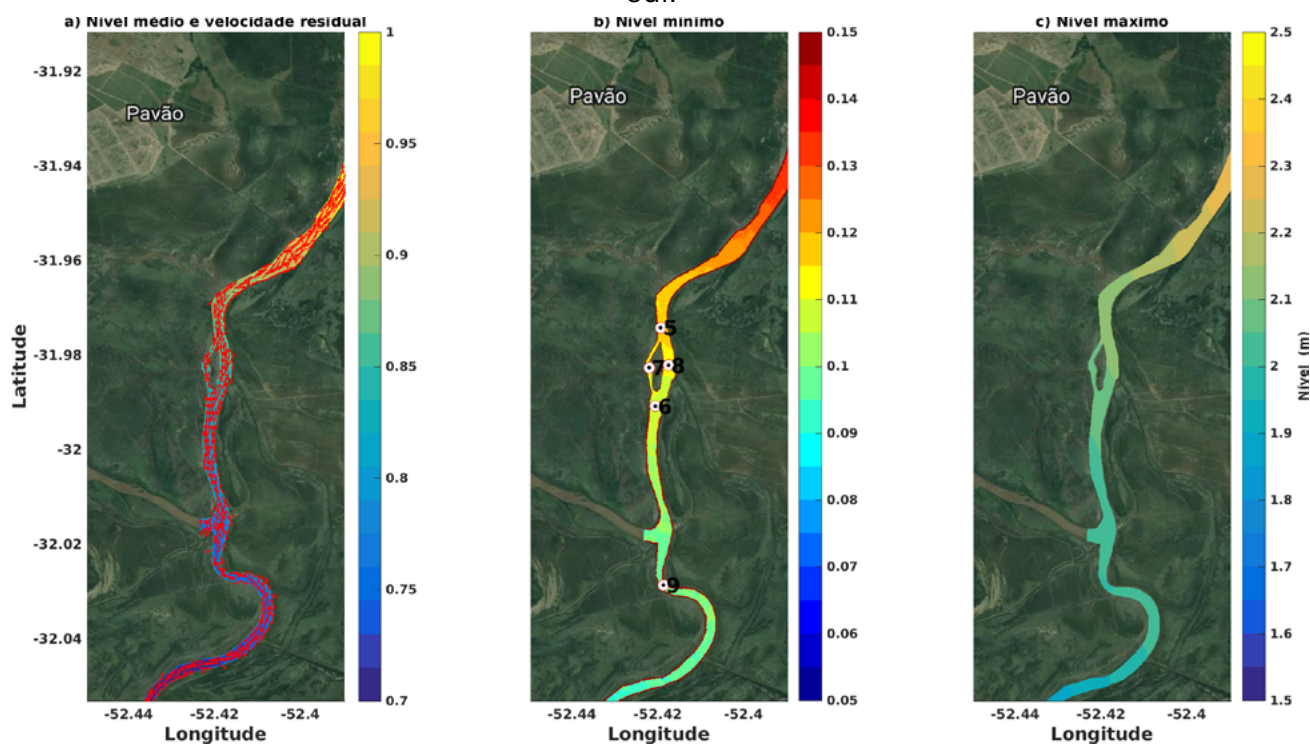 a) Nível médio e velocidade residual
Latitude
-31.92
-31.94
-31.96
-31.98
-32
-32.02
-32.04
Pavão
-52.44 -52.42 -52.4
Longitude
1
0.95
0.9
0.85
0.8
0.75
0.7
b) Nível mínimo
Pavão
5
7 8
6
9
-52.44 -52.42 -52.4
Longitude
0.15
0.14
0.13
0.12
0.11
0.1
0.09
0.08
0.07
0.06
0.05
c) Nível máximo
Pavão
-52.44 -52.42 -52.4
Longitude
2.5
2.4
2.3
2.2
2.1
2
1.9
1.8
1.7
1.6
1.5
Nível (m)